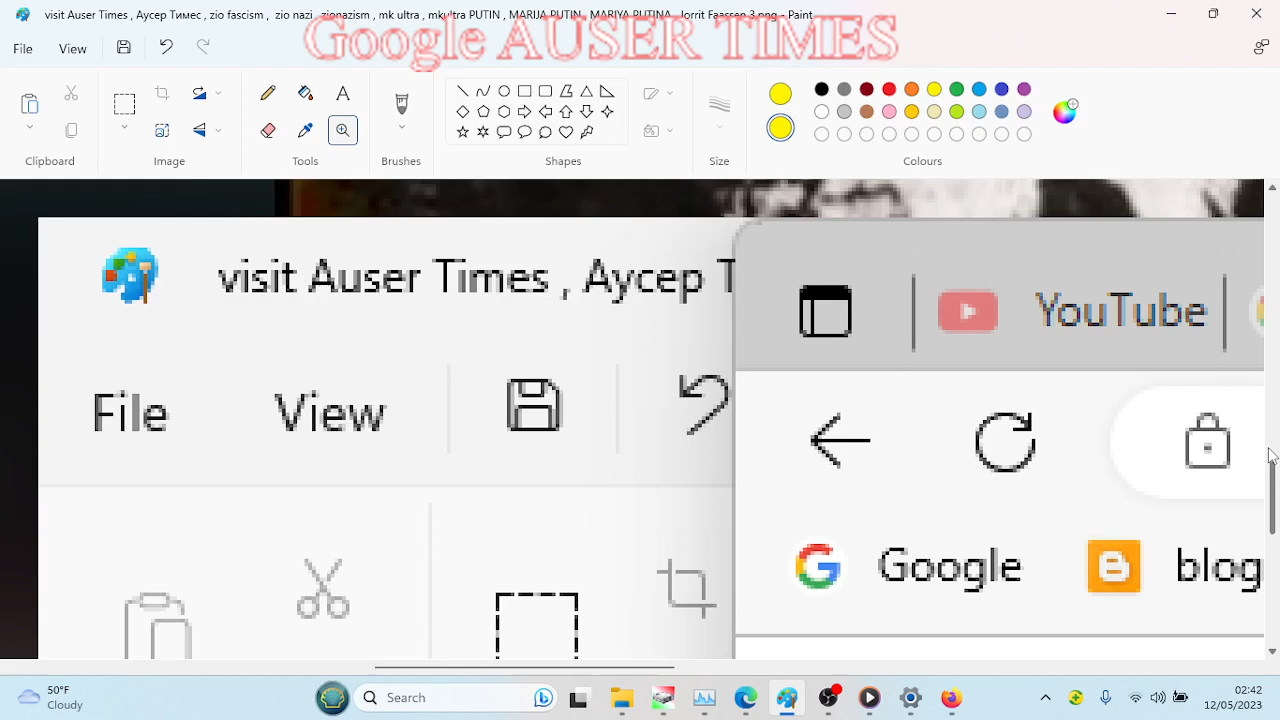 visit Auser Times , Аусер Тимес , zio fascism , zio nazi , zionazism , mk ultra , mkultra PUTIN , MARIJA PUTIN , MARIYA PUTINA , Jorrit Faassen 3.png - Paint
Google AUSER TIMES
File View
Clipboard Image Tools Brushes Shapes Size Colours
visit Auser Times , Аусер
YouTube
File View
Google blog
50°F
Cloudy
Search
02:42
12/05/2023